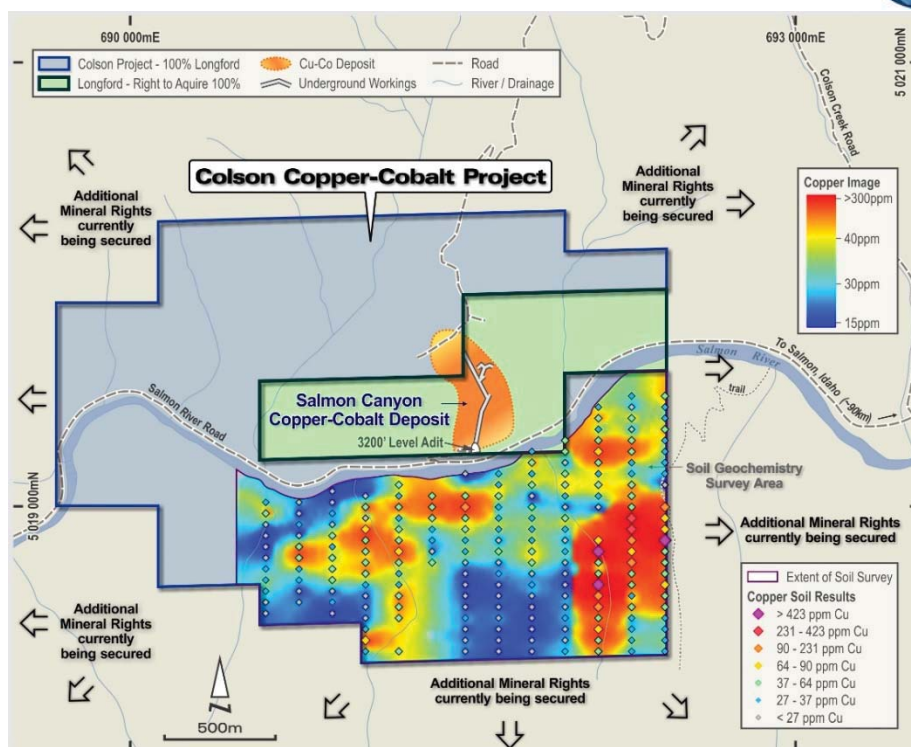 690 000mE
693 000mE
5 021 000mN
Colson Project - 100% Longford
Longford - Right to Aquire 100%
Cu-Co Deposit
Underground Workings
Road
River / Drainage
Colson Creek Road
Colson Copper-Cobalt Project
Additional
Mineral Rights
currently
being secured
Additional
Mineral Rights
currently
being secured
Copper Image
>300ppm
40ppm
30ppm
15ppm
Salmon River
To Salmon, Idaho (~90km)
trail
Salmon River Road
Salmon Canyon
Copper-Cobalt Deposit
3200' Level Adit
Soil Geochemistry
Survey Area
5 019 000mN
Additional Mineral Rights
currently being secured
Additional
Mineral Rights
currently
being secured
Extent of Soil Survey
Copper Soil Results
> 423 ppm Cu
231 - 423 ppm Cu
90 - 231 ppm Cu
64 - 90 ppm Cu
37 - 64 ppm Cu
27 - 37 ppm Cu
< 27 ppm Cu
Additional Mineral Rights
currently being secured
N
500m